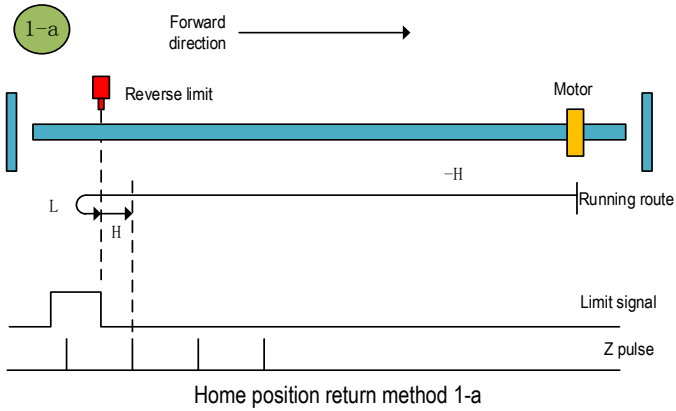 1-a
Forward
direction
Reverse limit
Motor
-H
L
Running route
H
Limit signal
Z pulse
Home position return method 1-a